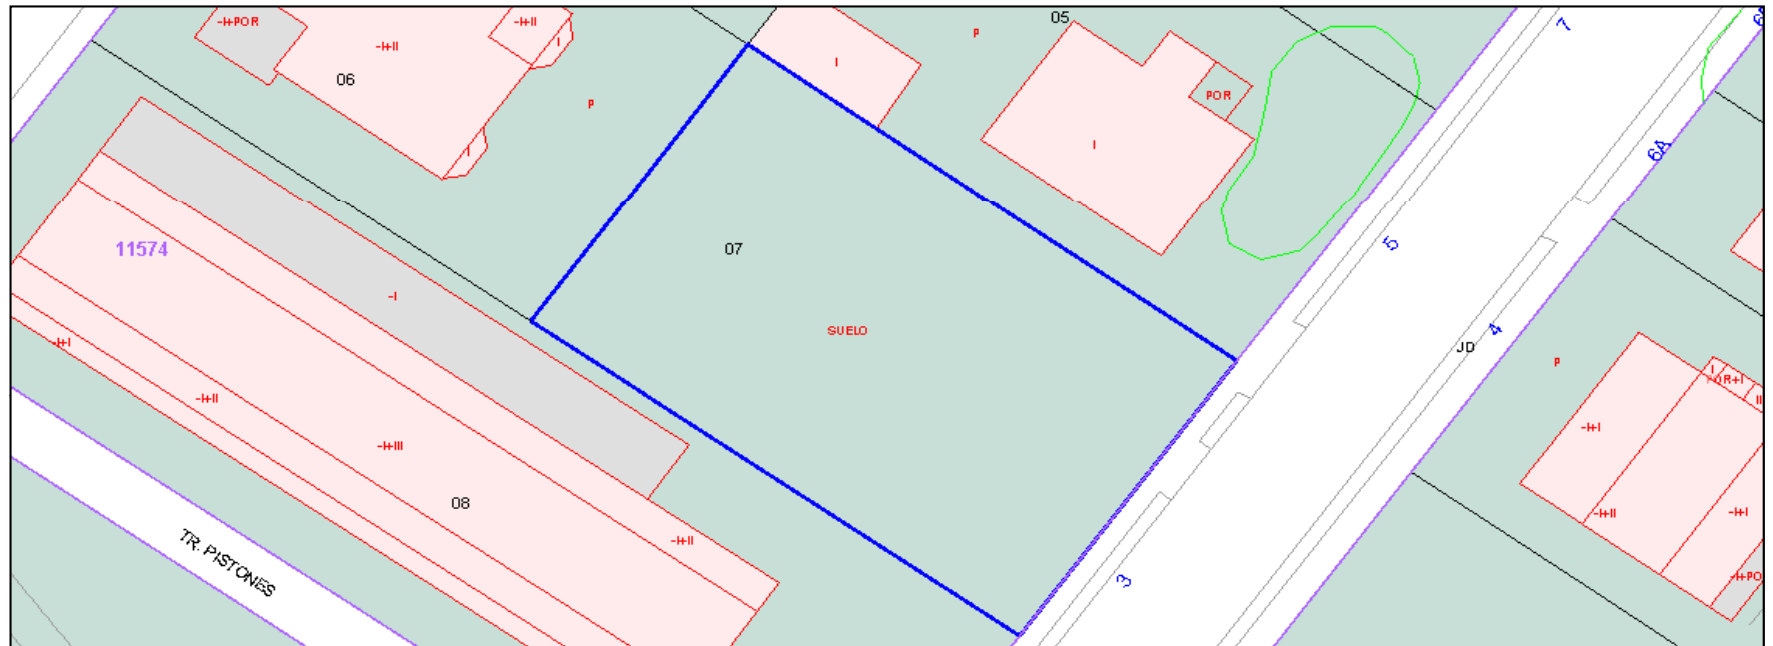 -I+POR
-I+II
-I+II
I
06
P
I
I
P
05
I
POR
I
7
6A
5
4
JD
3
07
SUELO
11574
-I
-I+I
-I+II
-I+III
08
-I+II
TR. PISTONES
P
I
POR+I
II
-I+I
-I+II
-I+I
-I+PO